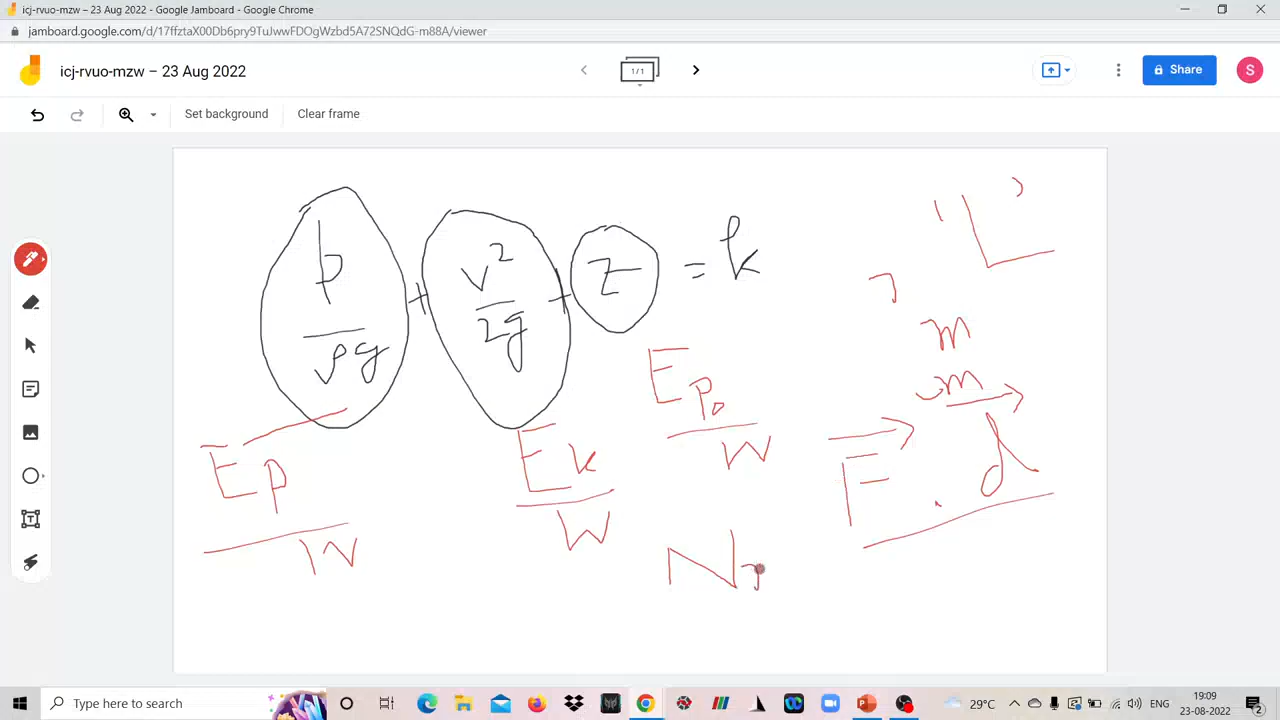 icj-rvuo-mzw – 23 Aug 2022 - Google Jamboard - Google Chrome
jamboard.google.com/d/17ffztaX00Db6pry9TuJwwFDOgWzbd5A72SNQdG-m88A/viewer
icj-rvuo-mzw – 23 Aug 2022
1/1
Share
S
Set background
Clear frame
p/ρg + v²/2g + z = k
"L"
m
m
Ep/W
Ek/W
EPo/W
F . d
N
Type here to search
29°C
ENG
19:09
23-08-2022
2